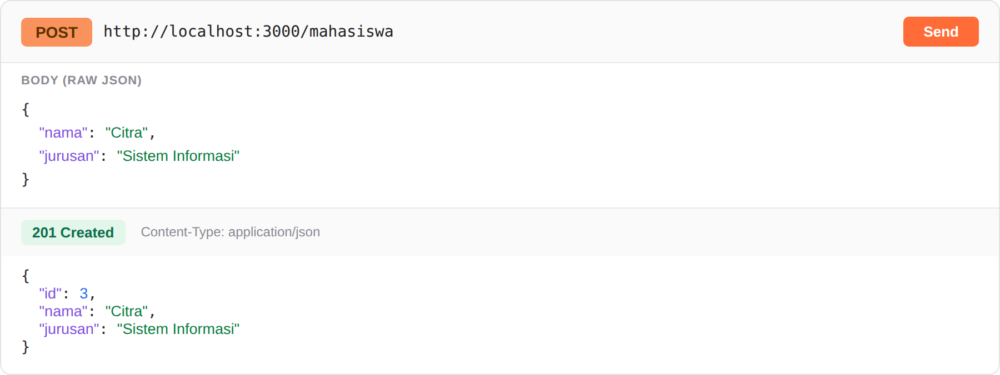 POST http://localhost:3000/mahasiswa Send
BODY (RAW JSON)
{
  "nama": "Citra",
  "jurusan": "Sistem Informasi"
}
201 Created Content-Type: application/json
{
  "id": 3,
  "nama": "Citra",
  "jurusan": "Sistem Informasi"
}